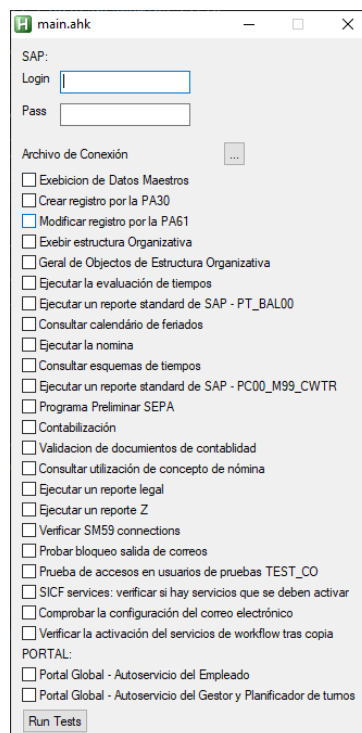 main.ahk
SAP:
Login
Pass
Archivo de Conexión ...
Exebicion de Datos Maestros
Crear registro por la PA30
Modificar registro por la PA61
Exebir estructura Organizativa
Geral de Objectos de Estructura Organizativa
Ejecutar la evaluación de tiempos
Ejecutar un reporte standard de SAP - PT_BAL00
Consultar calendário de feriados
Ejecutar la nomina
Consultar esquemas de tiempos
Ejecutar un reporte standard de SAP - PC00_M99_CWTR
Programa Preliminar SEPA
Contabilización
Validacion de documentos de contablidad
Consultar utilización de concepto de nómina
Ejecutar un reporte legal
Ejecutar un reporte Z
Verificar SM59 connections
Probar bloqueo salida de correos
Prueba de accesos en usuarios de pruebas TEST_CO
SICF services: verificar si hay servicios que se deben activar
Comprobar la configuración del correo electrónico
Verificar la activación del servicios de workflow tras copia
PORTAL:
Portal Global - Autoservicio del Empleado
Portal Global - Autoservicio del Gestor y Planificador de turnos
Run Tests